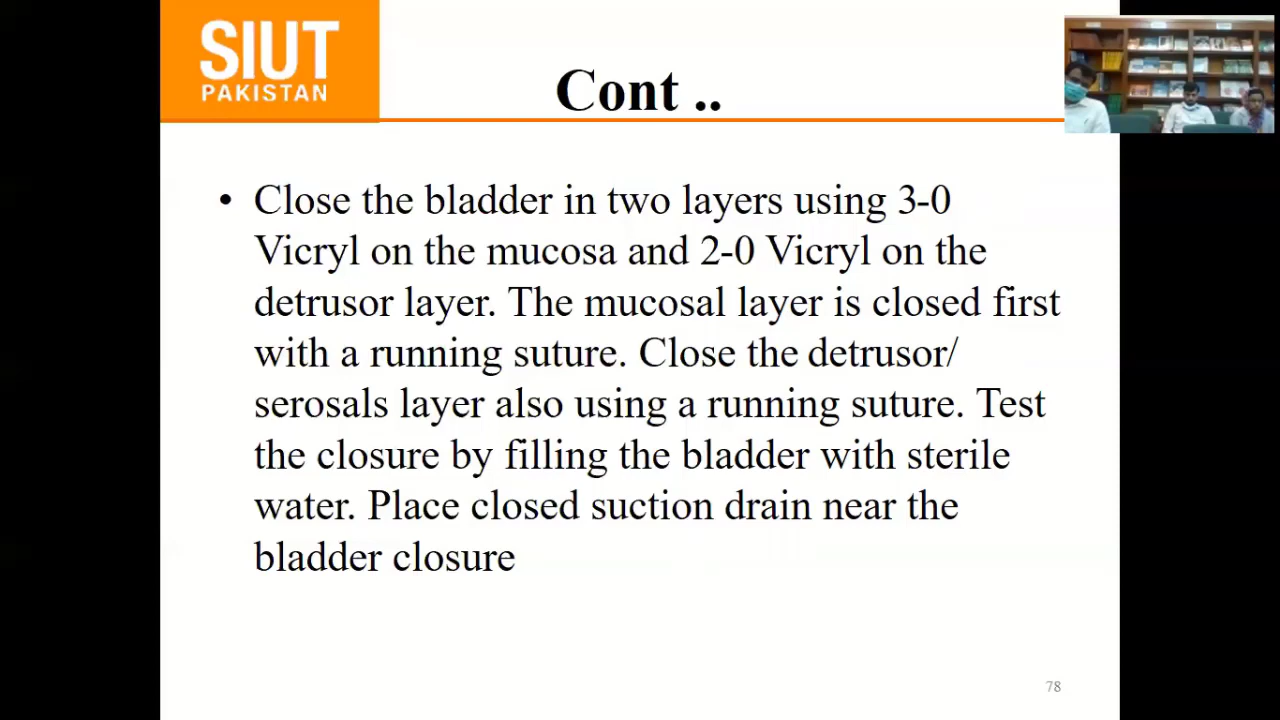 SIUT
PAKISTAN
Cont ..
• Close the bladder in two layers using 3-0
Vicryl on the mucosa and 2-0 Vicryl on the
detrusor layer. The mucosal layer is closed first
with a running suture. Close the detrusor/
serosals layer also using a running suture. Test
the closure by filling the bladder with sterile
water. Place closed suction drain near the
bladder closure
78